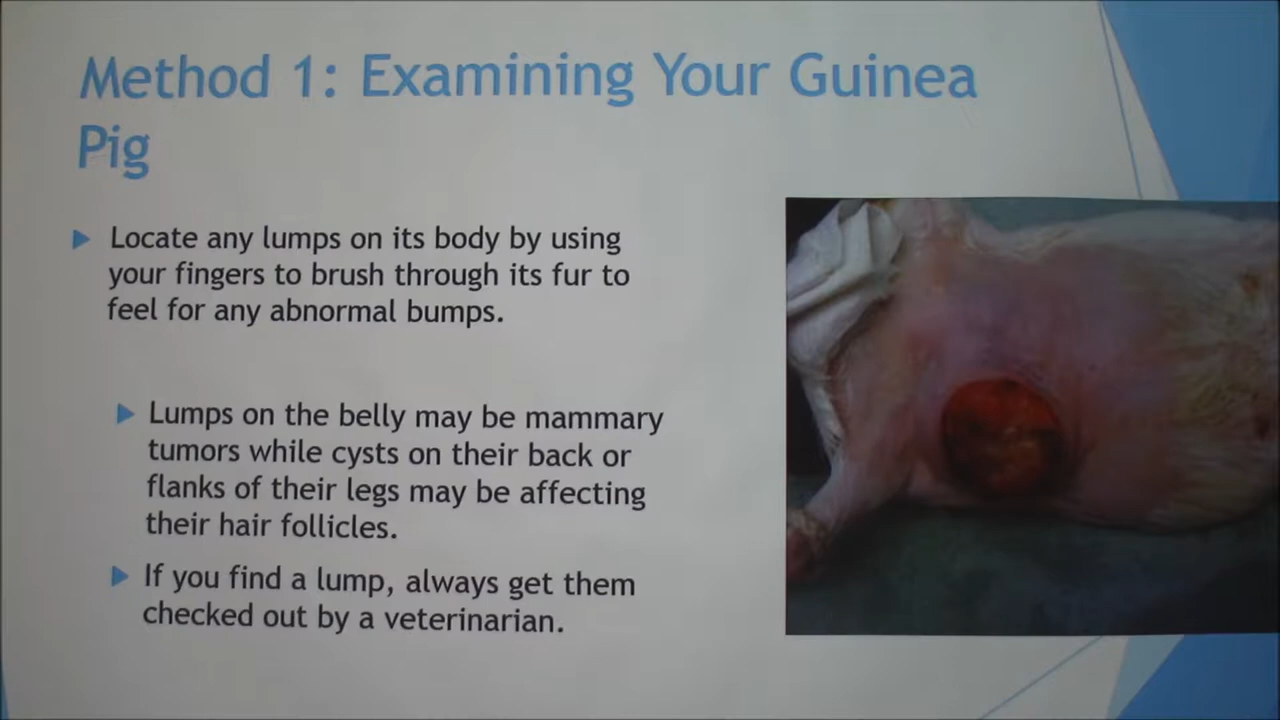 Method 1: Examining Your Guinea
Pig
Locate any lumps on its body by using
your fingers to brush through its fur to
feel for any abnormal bumps.
Lumps on the belly may be mammary
tumors while cysts on their back or
flanks of their legs may be affecting
their hair follicles.
If you find a lump, always get them
checked out by a veterinarian.